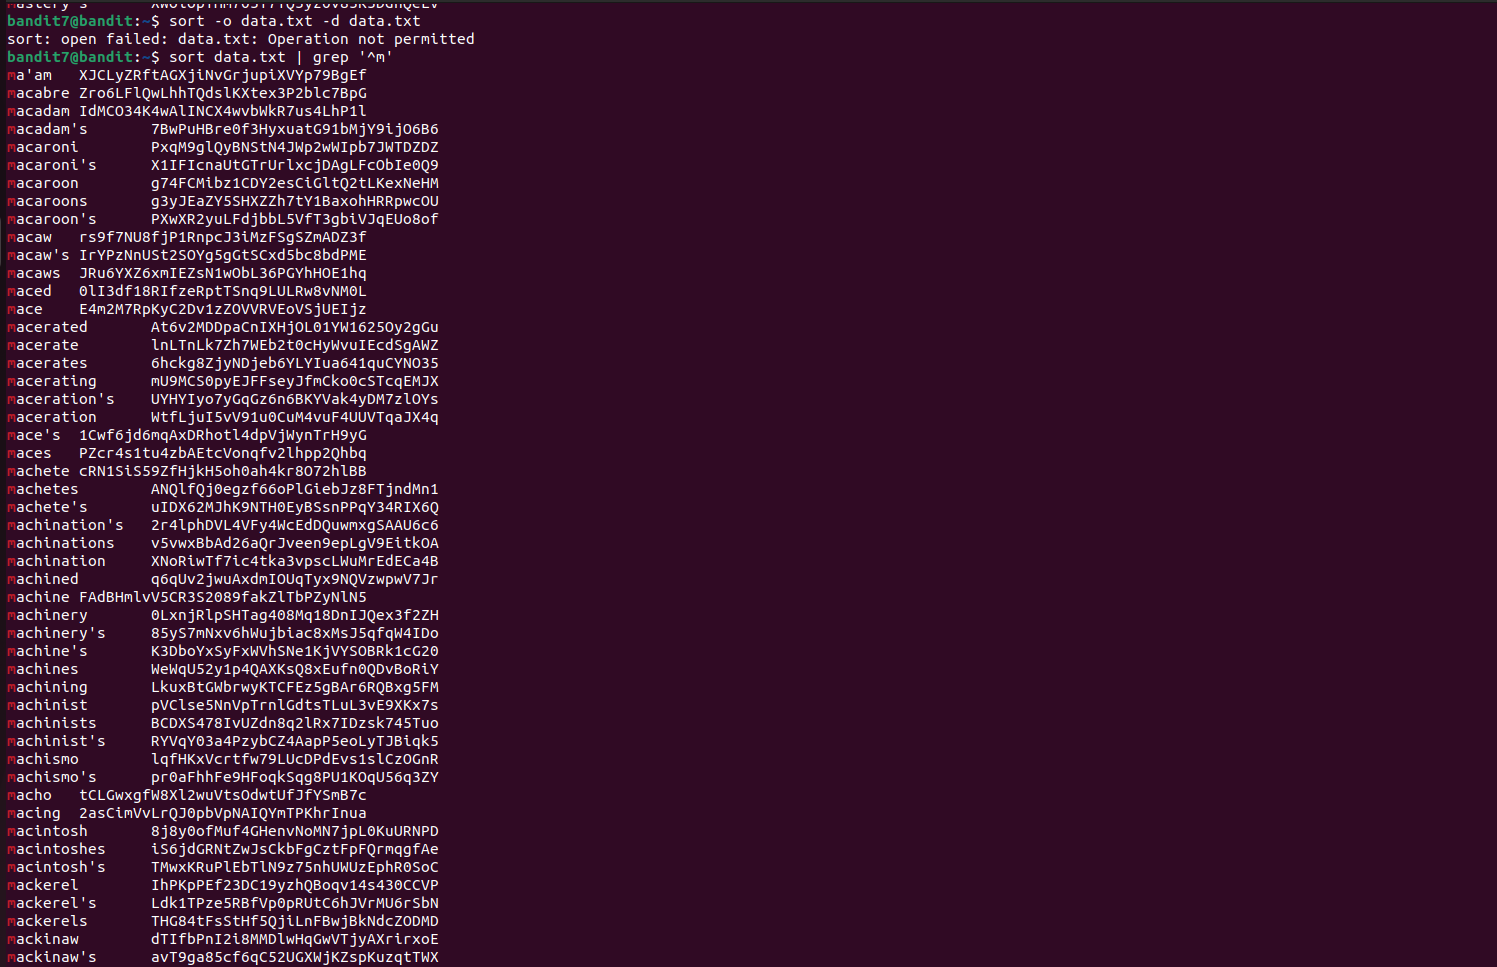 bandit7@bandit:~$ sort -o data.txt -d data.txt
sort: open failed: data.txt: Operation not permitted
bandit7@bandit:~$ sort data.txt | grep '^m'
ma'am XJCLyZRftAGXjiNvGrjupiXVYp79BgEf
macabre Zro6LFlQwLhhTQdslKXtex3P2blc7BpG
macadam IdMCO34K4wAlINCX4wvbWkR7us4LhP1l
macadam's 7BwPuHBre0f3HyxuatG91bMjY9ijO6B6
macaroni PxqM9glQyBNStN4JWp2wWIpb7JWTDZDZ
macaroni's X1IFIcnaUtGTrUrlxcjDAgLFcObIe0Q9
macaroon g74FCMibz1CDY2esCiGltQ2tLKexNeHM
macaroons g3yJEaZY5SHXZZh7tY1BaxohHRRpwcOU
macaroon's PXwXR2yuLFdjbbL5VfT3gbiVJqEUo8of
macaw rs9f7NU8fjP1RnpcJ3iMzFSgSZmADZ3f
macaw's IrYPzNnUSt2SOYg5gGtSCxd5bc8bdPME
macaws JRu6YXZ6xmIEZsN1wObL36PGYhHOE1hq
maced 0lI3df18RIfzeRptTSnq9LULRw8vNM0L
mace E4m2M7RpKyC2Dv1zZOVVRVEoVSjUEIjz
macerated At6v2MDDpaCnIXHjOL01YW1625Oy2gGu
macerate lnLTnLk7Zh7WEb2t0cHyWvuIEcdSgAWZ
macerates 6hckg8ZjyNDjeb6YLYIua641quCYNO35
macerating mU9MCS0pyEJFFseyJfmCko0cSTcqEMJX
maceration's UYHYIyo7yGqGz6n6BKYVak4yDM7zlOYs
maceration WtfLjuI5vV91u0CuM4vuF4UUVTqaJX4q
mace's 1Cwf6jd6mqAxDRhotl4dpVjWynTrH9yG
maces PZcr4s1tu4zbAEtcVonqfv2lhpp2Qhbq
machete cRN1SiS59ZfHjkH5oh0ah4kr8O72hlBB
machetes ANQlfQj0egzf66oPlGiebJz8FTjndMn1
machete's uIDX62MJhK9NTH0EyBSsnPPqY34RIX6Q
machination's 2r4lphDVL4VFy4WcEdDQuwmxgSAAU6c6
machinations v5vwxBbAd26aQrJveen9epLgV9EitkOA
machination XNoRiwTf7ic4tka3vpscLWuMrEdECa4B
machined q6qUv2jwuAxdmIOUqTyx9NQVzwpwV7Jr
machine FAdBHmlvV5CR3S2089fakZlTbPZyNlN5
machinery 0LxnjRlpSHTag408Mq18DnIJQex3f2ZH
machinery's 85yS7mNxv6hWujbiac8xMsJ5qfqW4IDo
machine's K3DboYxSyFxWVhSNe1KjVYSOBRk1cG20
machines WeWqU52y1p4QAXKsQ8xEufn0QDvBoRiY
machining LkuxBtGWbrwyKTCFEz5gBAr6RQBxg5FM
machinist pVClse5NnVpTrnlGdtsTLuL3vE9XKx7s
machinists BCDXS478IvUZdn8q2lRx7IDzsk745Tuo
machinist's RYVqY03a4PzybCZ4AapP5eoLyTJBiqk5
machismo lqfHKxVcrtfw79LUcDPdEvs1slCzOGnR
machismo's pr0aFhhFe9HFoqkSqg8PU1KOqU56q3ZY
macho tCLGwxgfW8Xl2wuVtsOdwtUfJfYSmB7c
macing 2asCimVvLrQJ0pbVpNAIQYmTPKhrInua
macintosh 8j8y0ofMuf4GHenvNoMN7jpL0KuURNPD
macintoshes iS6jdGRNtZwJsCkbFgCztFpFQrmqgfAe
macintosh's TMwxKRuPlEbTlN9z75nhUWUzEphR0SoC
mackerel IhPKpPEf23DC19yzhQBoqv14s430CCVP
mackerel's Ldk1TPze5RBfVp0pRUtC6hJVrMU6rSbN
mackerels THG84tFsStHf5QjiLnFBwjBkNdcZODMD
mackinaw dTIfbPnI2i8MMDlwHqGwVTjyAXrirxoE
mackinaw's avT9ga85cf6qC52UGXWjKZspKuzqtTWX